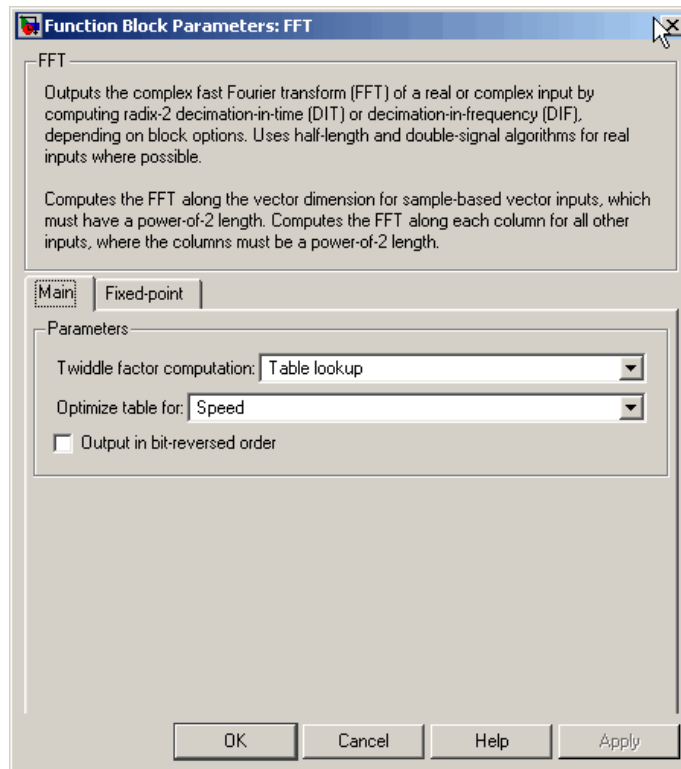 Function Block Parameters: FFT
FFT
Outputs the complex fast Fourier transform (FFT) of a real or complex input by
computing radix-2 decimation-in-time (DIT) or decimation-in-frequency (DIF),
depending on block options. Uses half-length and double-signal algorithms for real
inputs where possible.
Computes the FFT along the vector dimension for sample-based vector inputs, which
must have a power-of-2 length. Computes the FFT along each column for all other
inputs, where the columns must be a power-of-2 length.
Main Fixed-point
Parameters
Twiddle factor computation: Table lookup
Optimize table for: Speed
Output in bit-reversed order
OK Cancel Help Apply